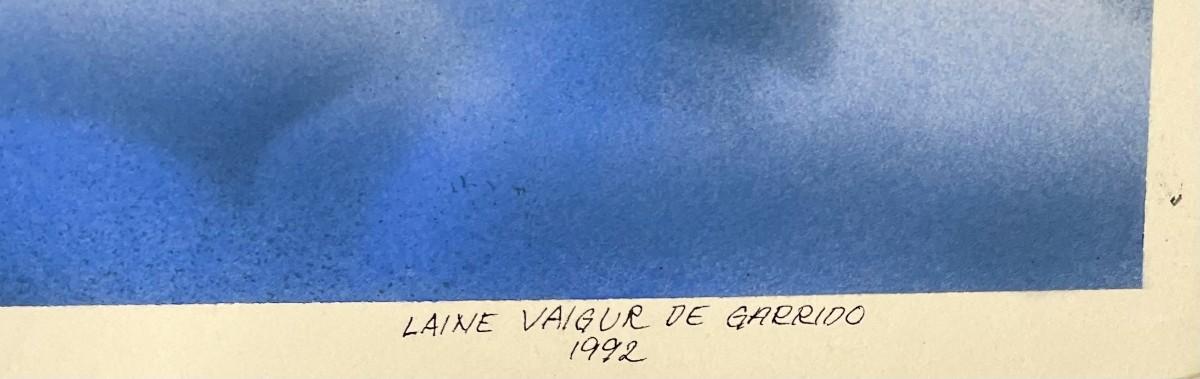 LAINE VAIGUR DE GARRIDO
1992